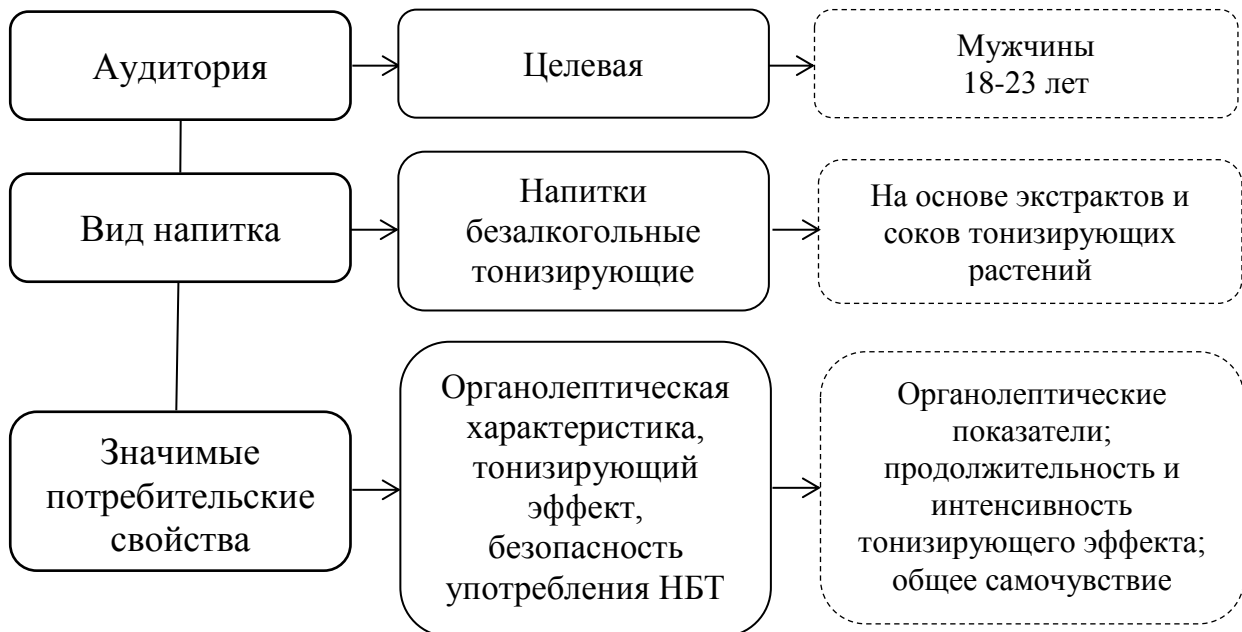 Аудитория
Целевая
Мужчины
18-23 лет
Вид напитка
Напитки
безалкогольные
тонизирующие
На основе экстрактов и
соков тонизирующих
растений
Значимые
потребительские
свойства
Органолептическая
характеристика,
тонизирующий
эффект,
безопасность
употребления НБТ
Органолептические
показатели;
продолжительность и
интенсивность
тонизирующего эффекта;
общее самочувствие